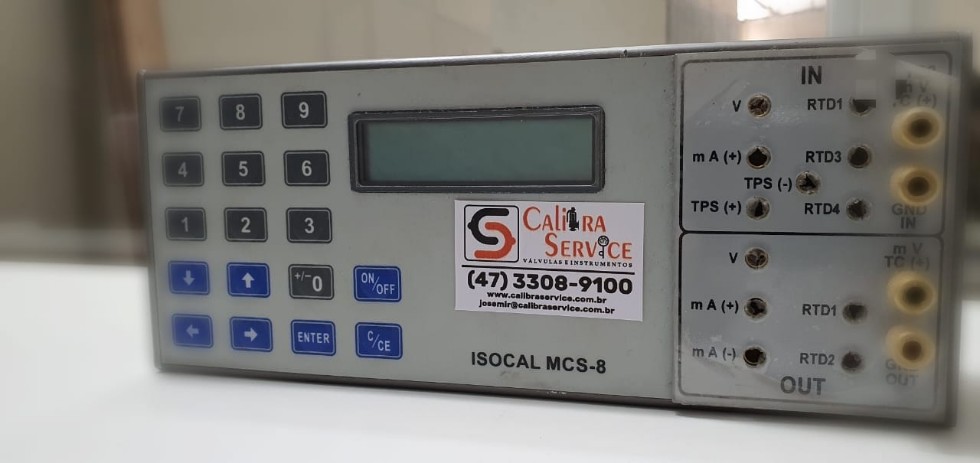 7 8 9
4 5 6
1 2 3
+/-0 ON/OFF
ENTER C/CE
CALIBRA
SERVICE
VÁLVULAS E INSTRUMENTOS
(47) 3308-9100
www.calibraservice.com.br
josemir@calibraservice.com.br
ISOCAL MCS-8
IN
V RTD1
mA (+) RTD3
TPS (-)
TPS (+) RTD4
GND
IN
V
mV
TC (+)
mA (+) RTD1
mA (-) RTD2
OUT
OUT